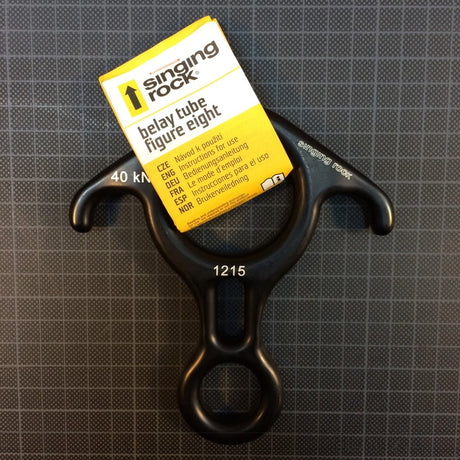 singing
rock®
belay tube
figure eight
CZE Návod k použití
ENG Instructions for use
DEU Bedienungsanleitung
FRA Le mode d'emploi
ESP Instrucciones para el uso
NOR Brukerveiledning
40 kN
singing rock
1215